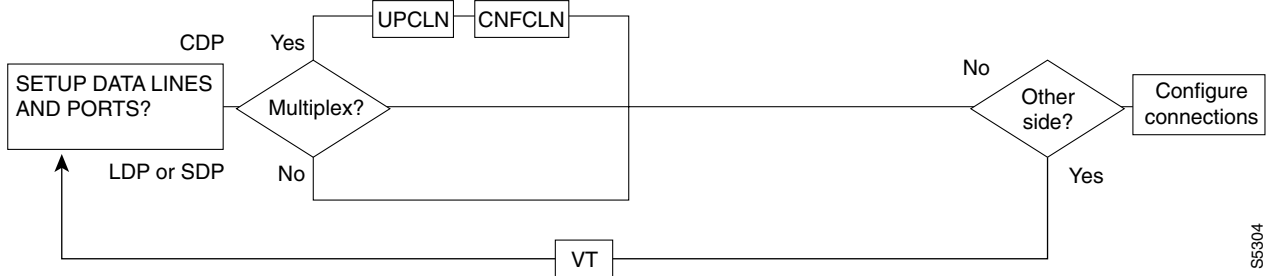 UPCLN
CNFCLN
CDP
Yes
SETUP DATA LINES
AND PORTS?
Multiplex?
No
Other
side?
Configure
connections
LDP or SDP
No
Yes
VT
S5304